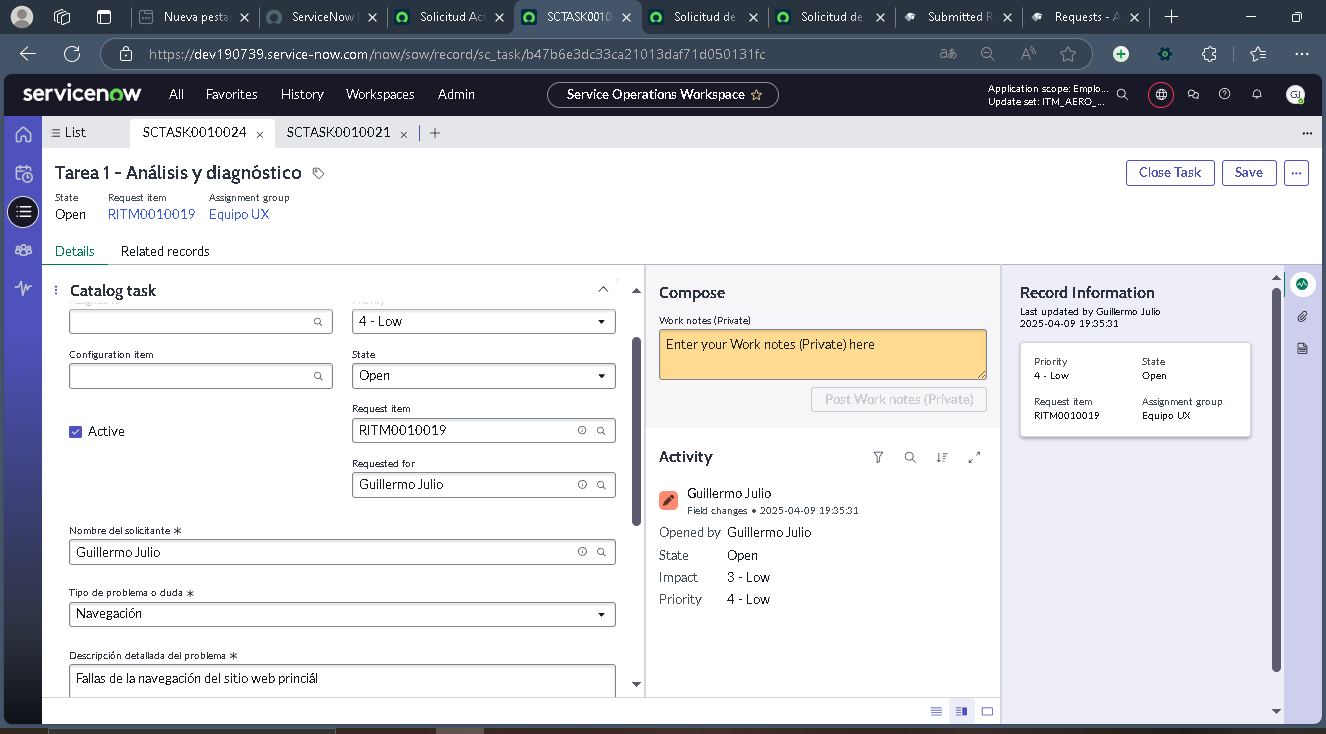 Nueva pesta
ServiceNow
Solicitud Act
SCTASK0010
Solicitud de
Solicitud de
Submitted R
Requests - A
https://dev190739.service-now.com/now/sow/record/sc_task/b47b6e3dc33ca21013daf71d050131fc
servicenow
All
Favorites
History
Workspaces
Admin
Service Operations Workspace
Application scope: Emplo...
Update set: ITM_AERO_...
GJ
List
SCTASK0010024
SCTASK0010021
Tarea 1 - Análisis y diagnóstico
Close Task
Save
State
Request item
Assignment group
Open
RITM0010019
Equipo UX
Details
Related records
Catalog task
4 - Low
Configuration item
State
Open
Request item
Active
RITM0010019
Requested for
Guillermo Julio
Nombre del solicitante *
Guillermo Julio
Tipo de problema o duda *
Navegación
Descripción detallada del problema *
Fallas de la navegación del sitio web princiál
Compose
Work notes (Private)
Enter your Work notes (Private) here
Post Work notes (Private)
Activity
Guillermo Julio
Field changes • 2025-04-09 19:35:31
Opened by Guillermo Julio
State Open
Impact 3 - Low
Priority 4 - Low
Record Information
Last updated by Guillermo Julio
2025-04-09 19:35:31
Priority
State
4 - Low
Open
Request item
Assignment group
RITM0010019
Equipo UX